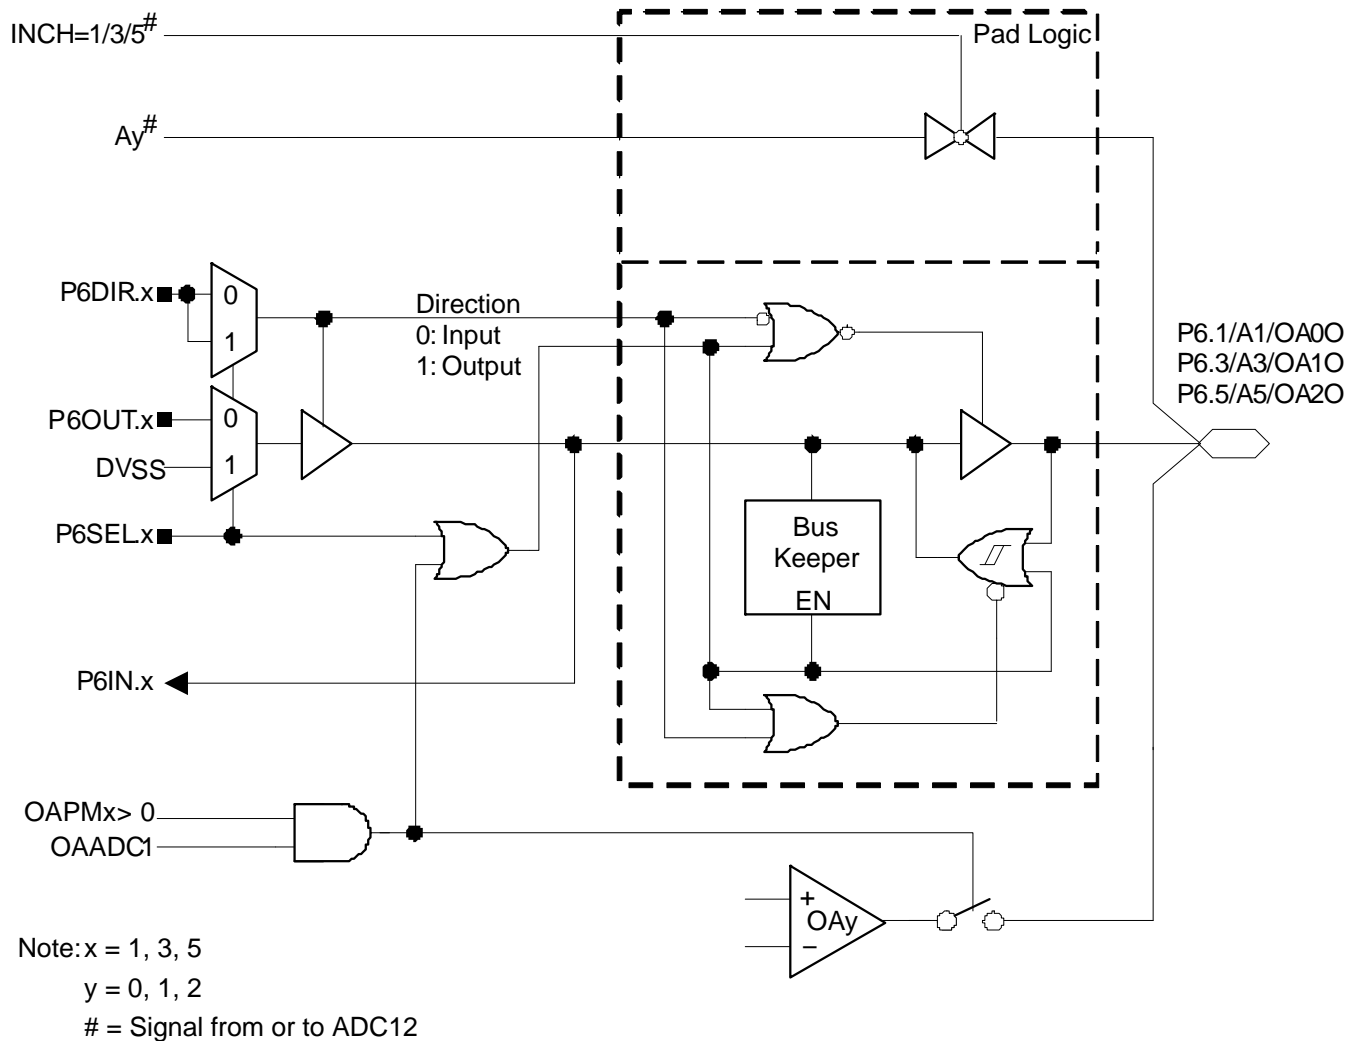 INCH=1/3/5#
Pad Logic
Ay#
P6DIR.x
0
1
Direction
0: Input
1: Output
P6.1/A1/OA0O
P6.3/A3/OA1O
P6.5/A5/OA2O
P6OUT.x
0
DVSS
1
P6SEL.x
Bus
Keeper
EN
P6IN.x
OAPMx> 0
OAADC1
+
OAy
−
Note: x = 1, 3, 5
y = 0, 1, 2
# = Signal from or to ADC12